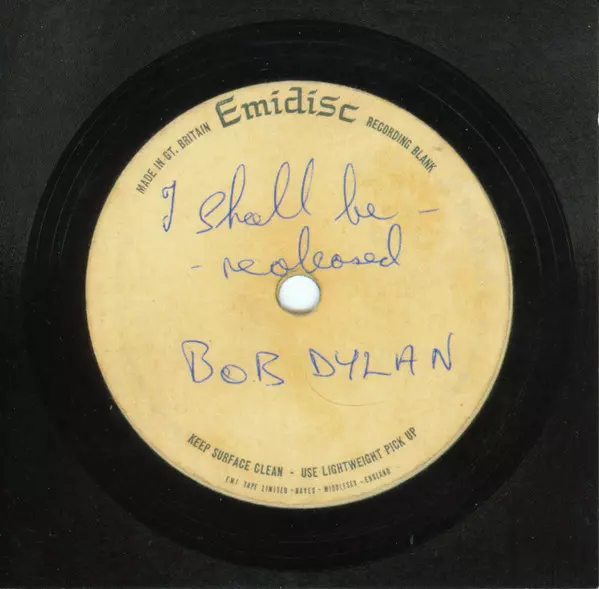 Emidisc
MADE IN GT. BRITAIN
RECORDING BLANK
I shall be -
- released
BOB DYLAN
KEEP SURFACE CLEAN - USE LIGHTWEIGHT PICK UP
EMI TAPE LIMITED - HAYES - MIDDLESEX - ENGLAND